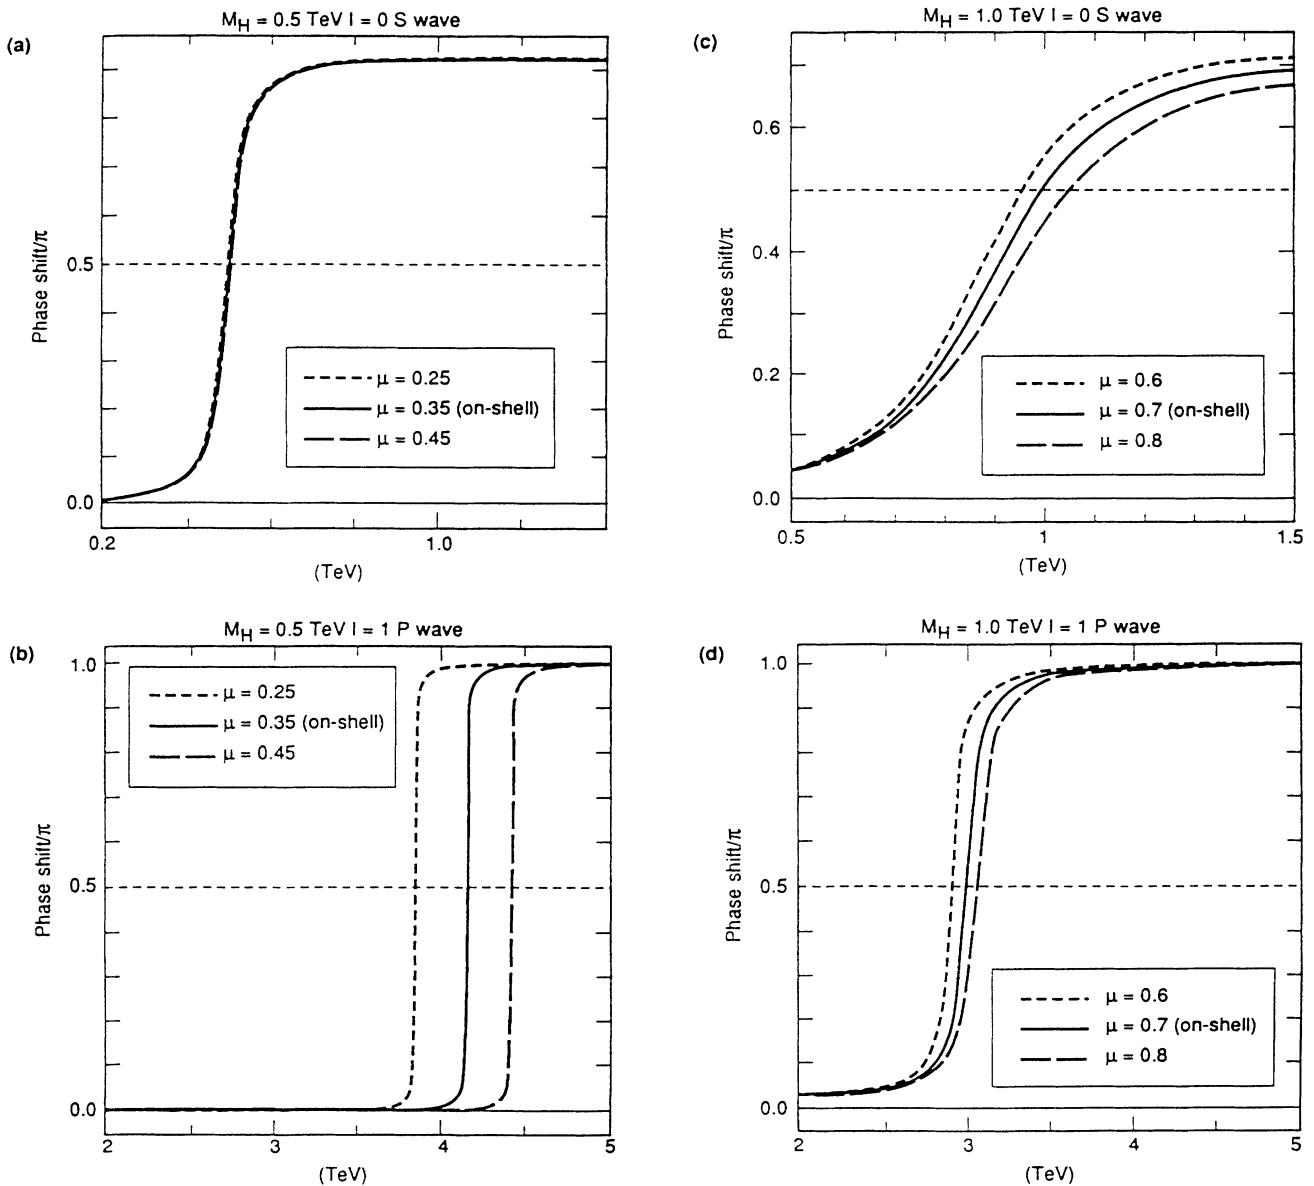 (a)
M_H = 0.5 TeV I = 0 S wave
Phase shift/π
0.5
0.0
μ = 0.25
μ = 0.35 (on-shell)
μ = 0.45
0.2
1.0
(TeV)
(c)
M_H = 1.0 TeV I = 0 S wave
Phase shift/π
0.6
0.4
0.2
0.0
μ = 0.6
μ = 0.7 (on-shell)
μ = 0.8
0.5
1
1.5
(TeV)
(b)
M_H = 0.5 TeV I = 1 P wave
Phase shift/π
1.0
0.5
0.0
μ = 0.25
μ = 0.35 (on-shell)
μ = 0.45
2
3
4
5
(TeV)
(d)
M_H = 1.0 TeV I = 1 P wave
Phase shift/π
1.0
0.5
0.0
μ = 0.6
μ = 0.7 (on-shell)
μ = 0.8
2
3
4
5
(TeV)